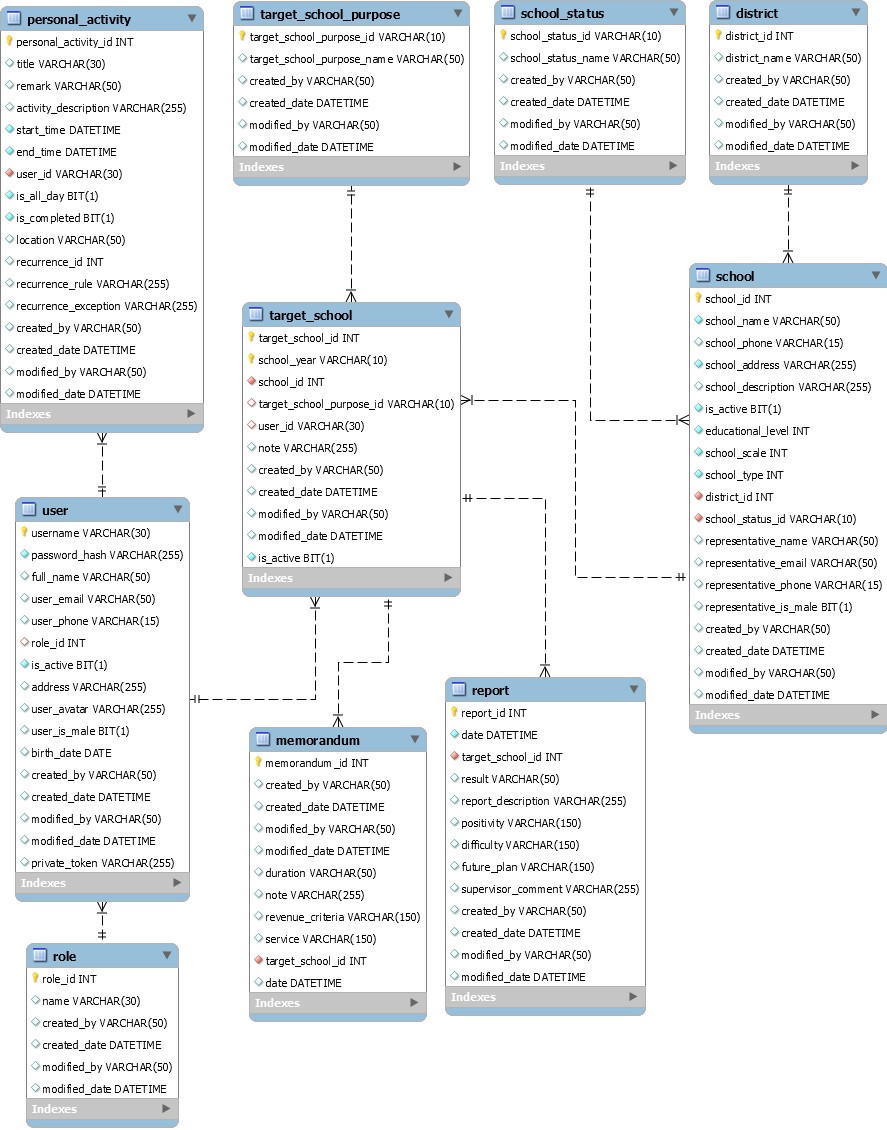 personal_activity
personal_activity_id INT
title VARCHAR(30)
remark VARCHAR(50)
activity_description VARCHAR(255)
start_time DATETIME
end_time DATETIME
user_id VARCHAR(30)
is_all_day BIT(1)
is_completed BIT(1)
location VARCHAR(50)
recurrence_id INT
recurrence_rule VARCHAR(255)
recurrence_exception VARCHAR(255)
created_by VARCHAR(50)
created_date DATETIME
modified_by VARCHAR(50)
modified_date DATETIME
Indexes
target_school_purpose
target_school_purpose_id VARCHAR(10)
target_school_purpose_name VARCHAR(50)
created_by VARCHAR(50)
created_date DATETIME
modified_by VARCHAR(50)
modified_date DATETIME
Indexes
school_status
school_status_id VARCHAR(10)
school_status_name VARCHAR(50)
created_by VARCHAR(50)
created_date DATETIME
modified_by VARCHAR(50)
modified_date DATETIME
Indexes
district
district_id INT
district_name VARCHAR(50)
created_by VARCHAR(50)
created_date DATETIME
modified_by VARCHAR(50)
modified_date DATETIME
Indexes
target_school
target_school_id INT
school_year VARCHAR(10)
school_id INT
target_school_purpose_id VARCHAR(10)
user_id VARCHAR(30)
note VARCHAR(255)
created_by VARCHAR(50)
created_date DATETIME
modified_by VARCHAR(50)
modified_date DATETIME
is_active BIT(1)
Indexes
school
school_id INT
school_name VARCHAR(50)
school_phone VARCHAR(15)
school_address VARCHAR(255)
school_description VARCHAR(255)
is_active BIT(1)
educational_level INT
school_scale INT
school_type INT
district_id INT
school_status_id VARCHAR(10)
representative_name VARCHAR(50)
representative_email VARCHAR(50)
representative_phone VARCHAR(15)
representative_is_male BIT(1)
created_by VARCHAR(50)
created_date DATETIME
modified_by VARCHAR(50)
modified_date DATETIME
Indexes
user
username VARCHAR(30)
password_hash VARCHAR(255)
full_name VARCHAR(50)
user_email VARCHAR(50)
user_phone VARCHAR(15)
role_id INT
is_active BIT(1)
address VARCHAR(255)
user_avatar VARCHAR(255)
user_is_male BIT(1)
birth_date DATE
created_by VARCHAR(50)
created_date DATETIME
modified_by VARCHAR(50)
modified_date DATETIME
private_token VARCHAR(255)
Indexes
memorandum
memorandum_id INT
created_by VARCHAR(50)
created_date DATETIME
modified_by VARCHAR(50)
modified_date DATETIME
duration VARCHAR(50)
note VARCHAR(255)
revenue_criteria VARCHAR(150)
service VARCHAR(150)
target_school_id INT
date DATETIME
Indexes
report
report_id INT
date DATETIME
target_school_id INT
result VARCHAR(50)
report_description VARCHAR(255)
positivity VARCHAR(150)
difficulty VARCHAR(150)
future_plan VARCHAR(150)
supervisor_comment VARCHAR(255)
created_by VARCHAR(50)
created_date DATETIME
modified_by VARCHAR(50)
modified_date DATETIME
Indexes
role
role_id INT
name VARCHAR(30)
created_by VARCHAR(50)
created_date DATETIME
modified_by VARCHAR(50)
modified_date DATETIME
Indexes